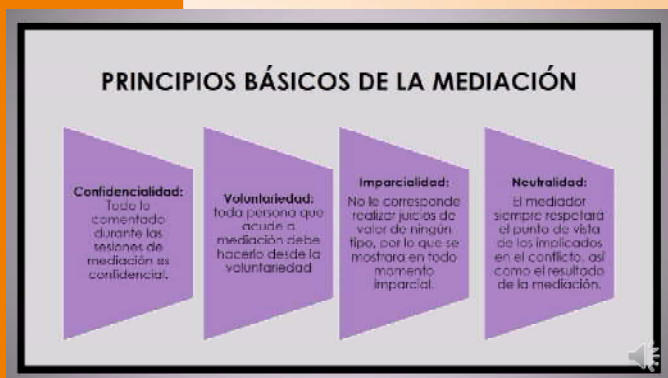 PRINCIPIOS BÁSICOS DE LA MEDIACIÓN
Confidencialidad:
Todo lo
comentado
durante las
sesiones de
mediación es
confidencial.
Voluntariedad:
toda persona que
acude a
mediación debe
hacerlo desde la
voluntariedad
Imparcialidad:
No le corresponde
realizar juicios de
valor de ningún
tipo, por lo que se
mostrara en todo
momento
imparcial.
Neutralidad:
El mediador
siempre respetará
el punto de vista
de los implicados
en el conflicto, así
como el resultado
de la mediación.